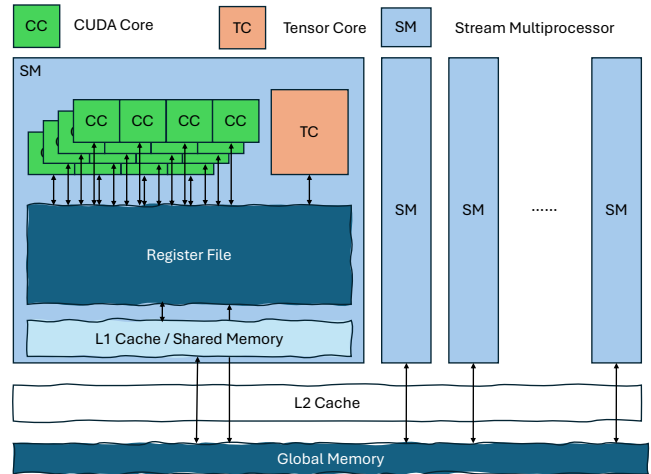 CC CUDA Core TC Tensor Core SM Stream Multiprocessor
SM
CC CC CC CC
TC
SM SM ...... SM
Register File
L1 Cache / Shared Memory
L2 Cache
Global Memory